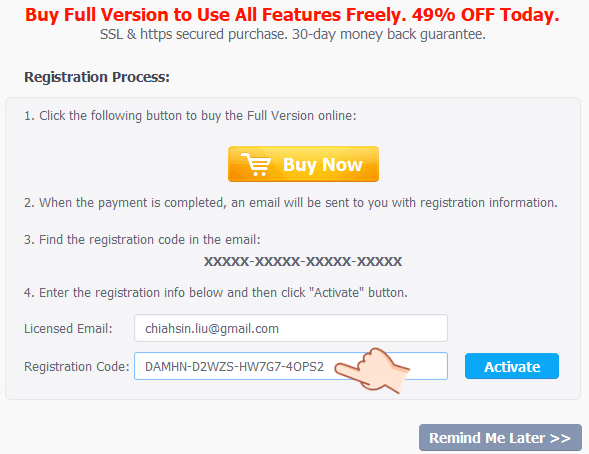 Buy Full Version to Use All Features Freely. 49% OFF Today.
SSL & https secured purchase. 30-day money back guarantee.
Registration Process:
1. Click the following button to buy the Full Version online:
Buy Now
2. When the payment is completed, an email will be sent to you with registration information.
3. Find the registration code in the email:
XXXXX-XXXXX-XXXXX-XXXXX
4. Enter the registration info below and then click "Activate" button.
Licensed Email: chiahsin.liu@gmail.com
Registration Code: DAMHN-D2WZS-HW7G7-4OPS2
Activate
Remind Me Later >>